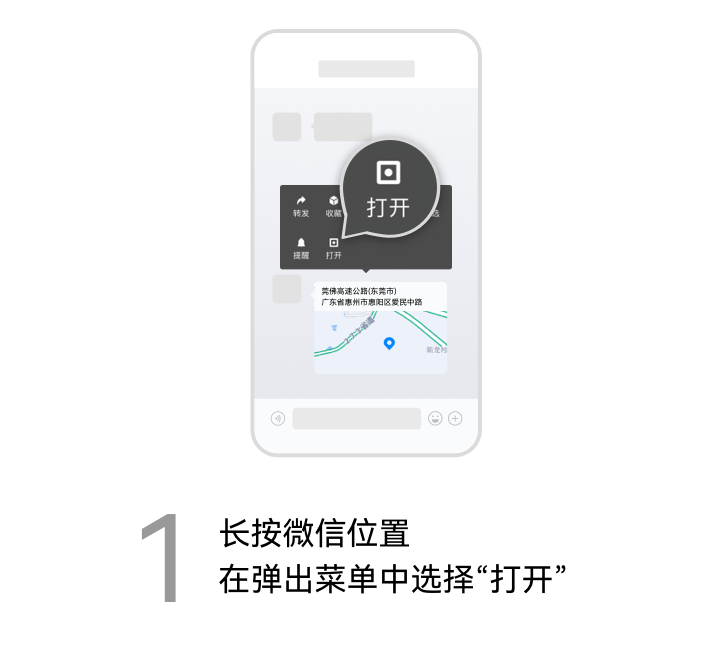 打开
转发 收藏 选
提醒 打开
莞佛高速公路(东莞市)
广东省惠州市惠阳区爱民中路
新龙村
1
长按微信位置
在弹出菜单中选择“打开”